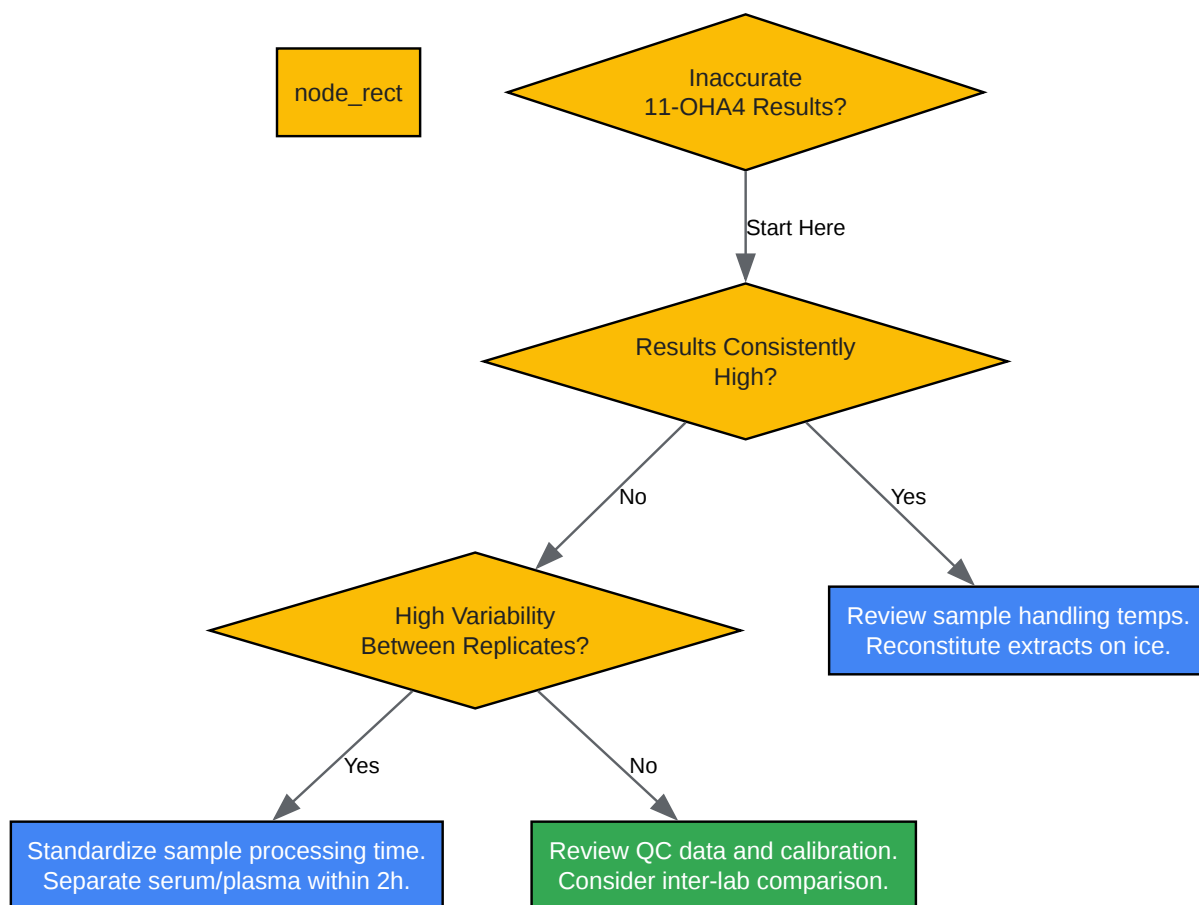 node_rect
Inaccurate
11-OHA4 Results?
Start Here
Results Consistently
High?
No
Yes
High Variability
Between Replicates?
Review sample handling temps.
Reconstitute extracts on ice.
Yes
No
Standardize sample processing time.
Separate serum/plasma within 2h.
Review QC data and calibration.
Consider inter-lab comparison.